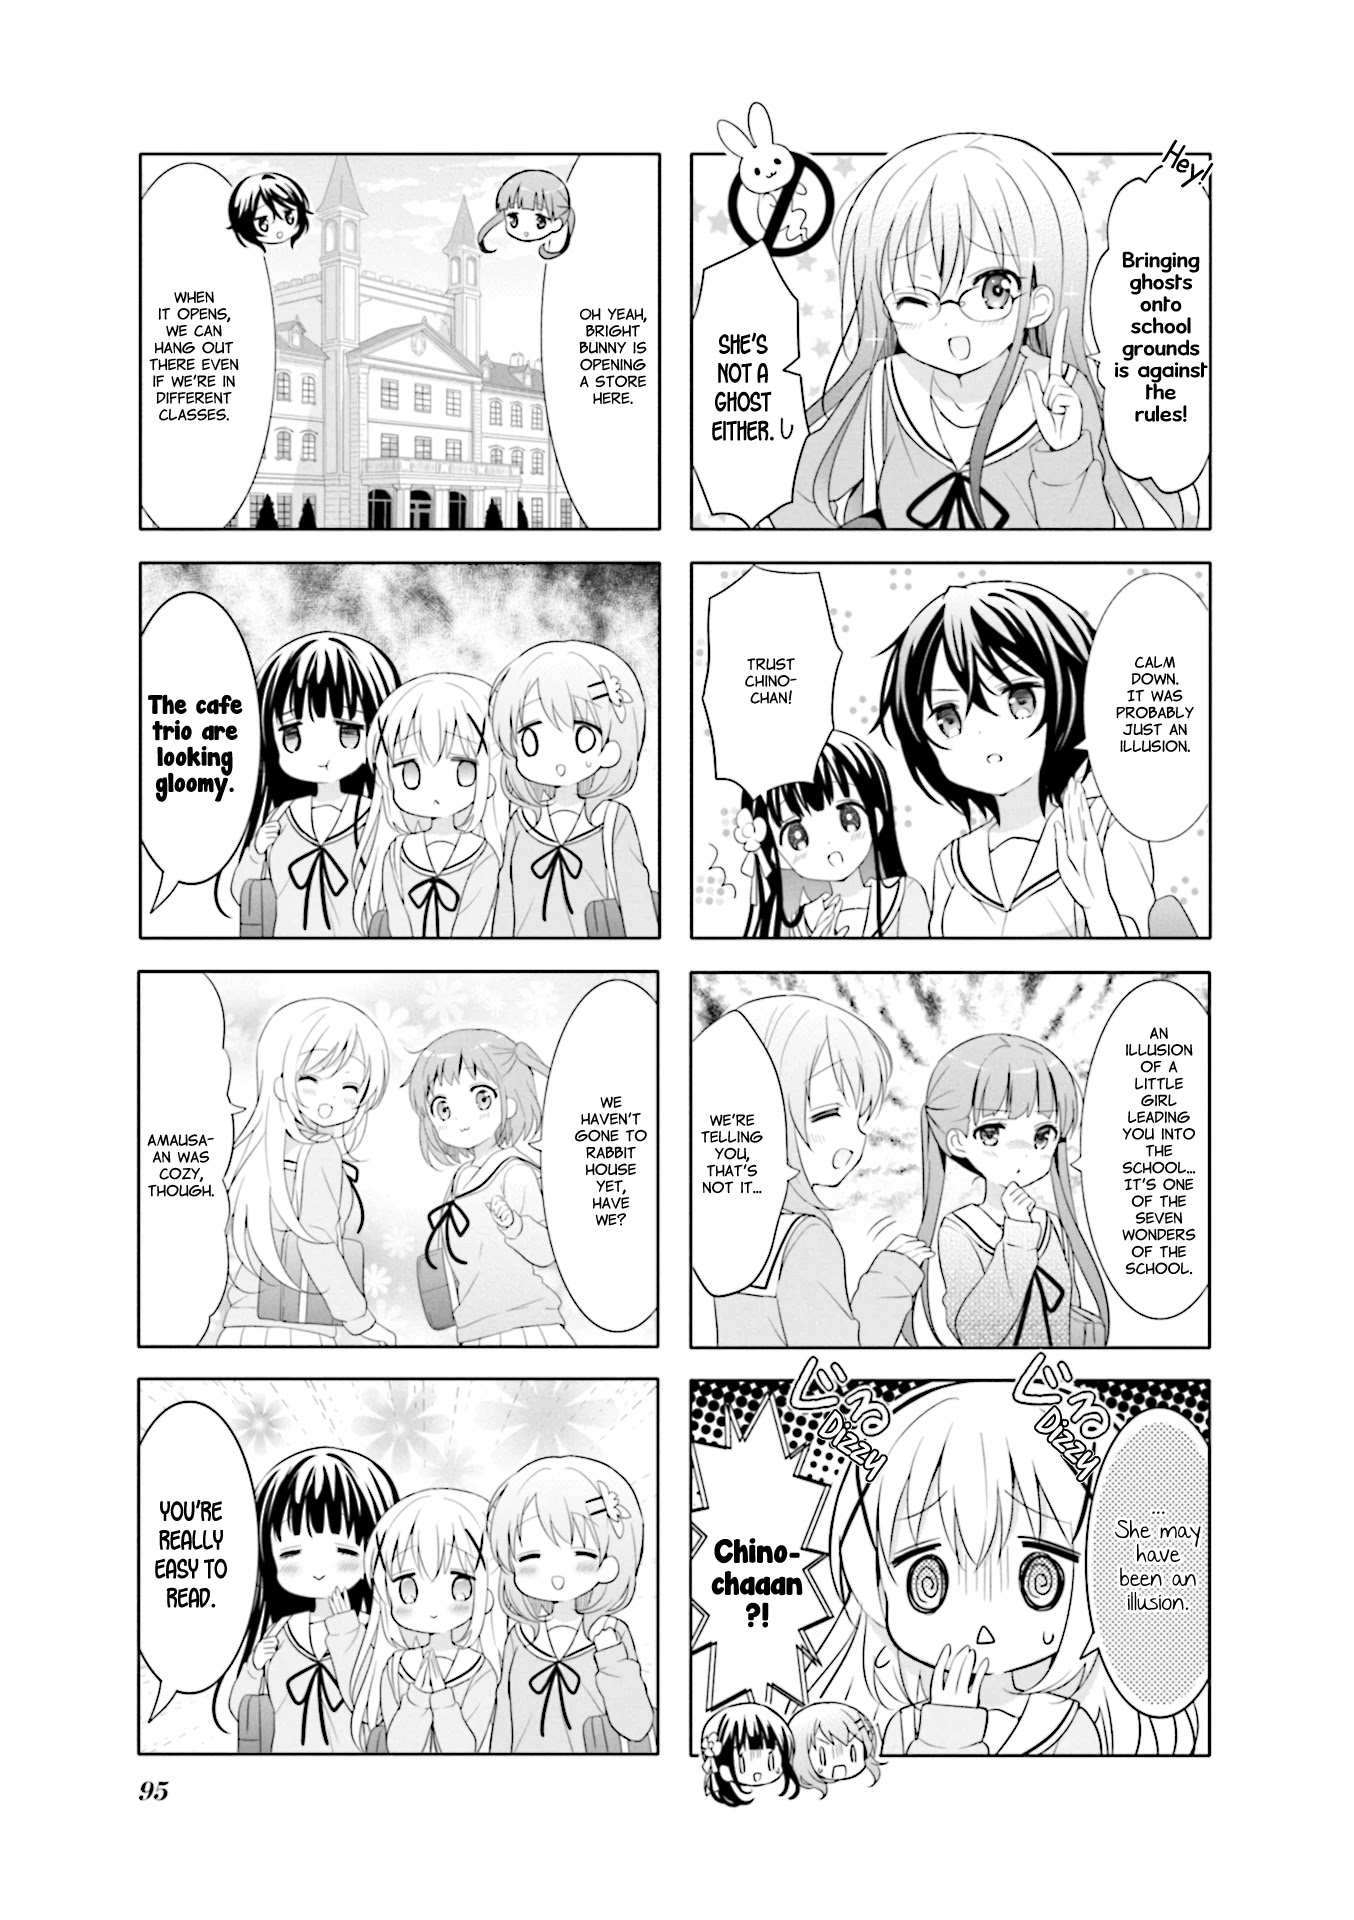 Hey!
Bringing
ghosts
onto
school
grounds
is against
the
rules!
SHE'S
NOT A
GHOST
EITHER.
CALM
DOWN.
IT WAS
PROBABLY
JUST AN
ILLUSION.
TRUST
CHINO-
CHAN!
AN
ILLUSION
OF A
LITTLE
GIRL
LEADING
YOU INTO
THE
SCHOOL...
IT'S ONE
OF THE
SEVEN
WONDERS
OF THE
SCHOOL.
WE'RE
TELLING
YOU,
THAT'S
NOT IT...
ぐる
Dizzy
ぐる
Dizzy
...
She may
have
been an
illusion.
Chino-
chaaan
?!
OH YEAH,
BRIGHT
BUNNY IS
OPENING
A STORE
HERE.
WHEN
IT OPENS,
WE CAN
HANG OUT
THERE EVEN
IF WE'RE IN
DIFFERENT
CLASSES.
The cafe
trio are
looking
gloomy.
WE
HAVEN'T
GONE TO
RABBIT
HOUSE
YET,
HAVE
WE?
AMAUSA-
AN WAS
COZY,
THOUGH.
YOU'RE
REALLY
EASY TO
READ.
95